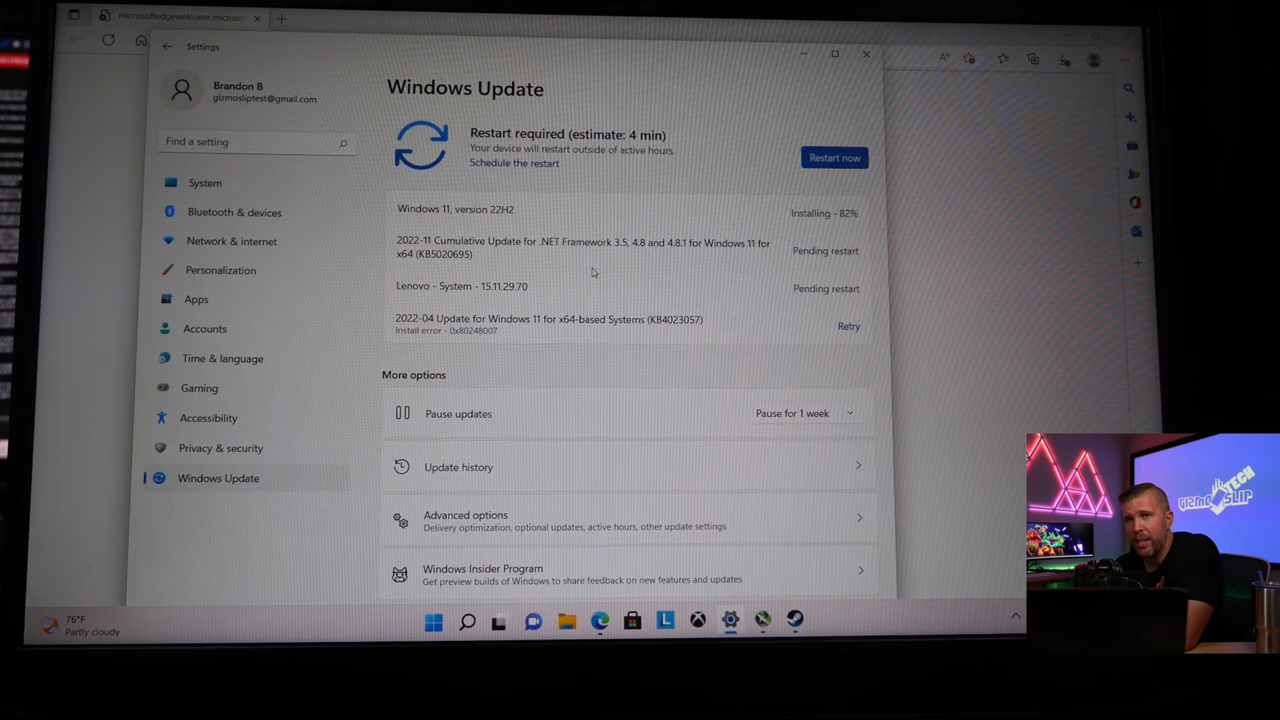 microsoftedgewelcome.microsof
Settings
Brandon B
gizmosliptest@gmail.com
Find a setting
System
Bluetooth & devices
Network & internet
Personalization
Apps
Accounts
Time & language
Gaming
Accessibility
Privacy & security
Windows Update
Windows Update
Restart required (estimate: 4 min)
Your device will restart outside of active hours.
Schedule the restart
Restart now
Windows 11, version 22H2
Installing - 82%
2022-11 Cumulative Update for .NET Framework 3.5, 4.8 and 4.8.1 for Windows 11 for
x64 (KB5020695)
Pending restart
Lenovo - System - 15.11.29.70
Pending restart
2022-04 Update for Windows 11 for x64-based Systems (KB4023057)
Install error - 0x80248007
Retry
More options
Pause updates
Pause for 1 week
Update history
Advanced options
Delivery optimization, optional updates, active hours, other update settings
Windows Insider Program
Get preview builds of Windows to share feedback on new features and updates
76°F
Partly cloudy
L
GIZMO SLIP
TECH